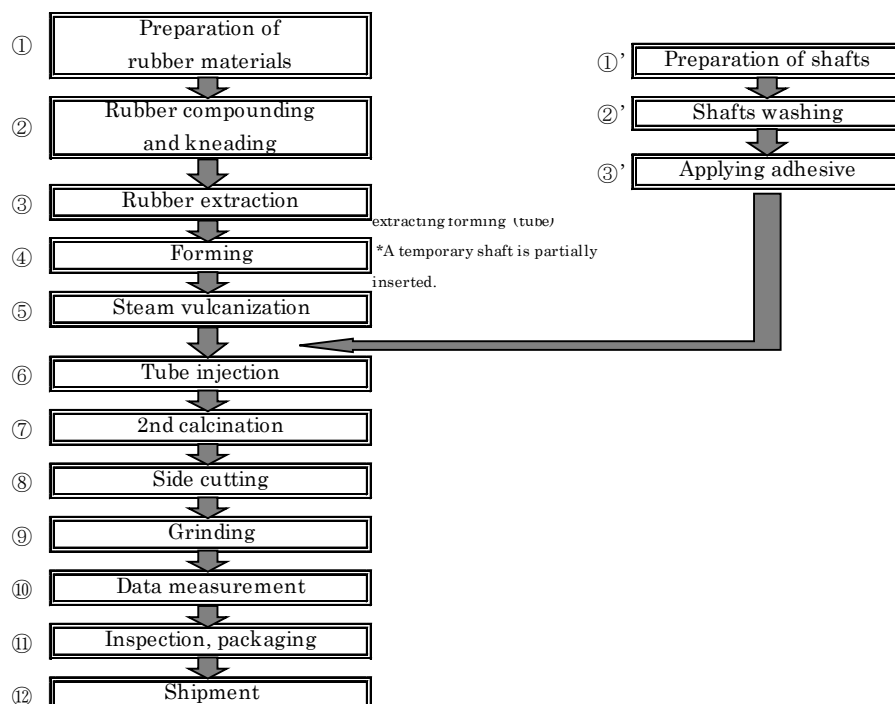 ① Preparation of
rubber materials
② Rubber compounding
and kneading
③ Rubber extraction
extracting forming (tube)
④ Forming
*A temporary shaft is partially
inserted.
⑤ Steam vulcanization
⑥ Tube injection
⑦ 2nd calcination
⑧ Side cutting
⑨ Grinding
⑩ Data measurement
⑪ Inspection, packaging
⑫ Shipment
①’ Preparation of shafts
②’ Shafts washing
③’ Applying adhesive